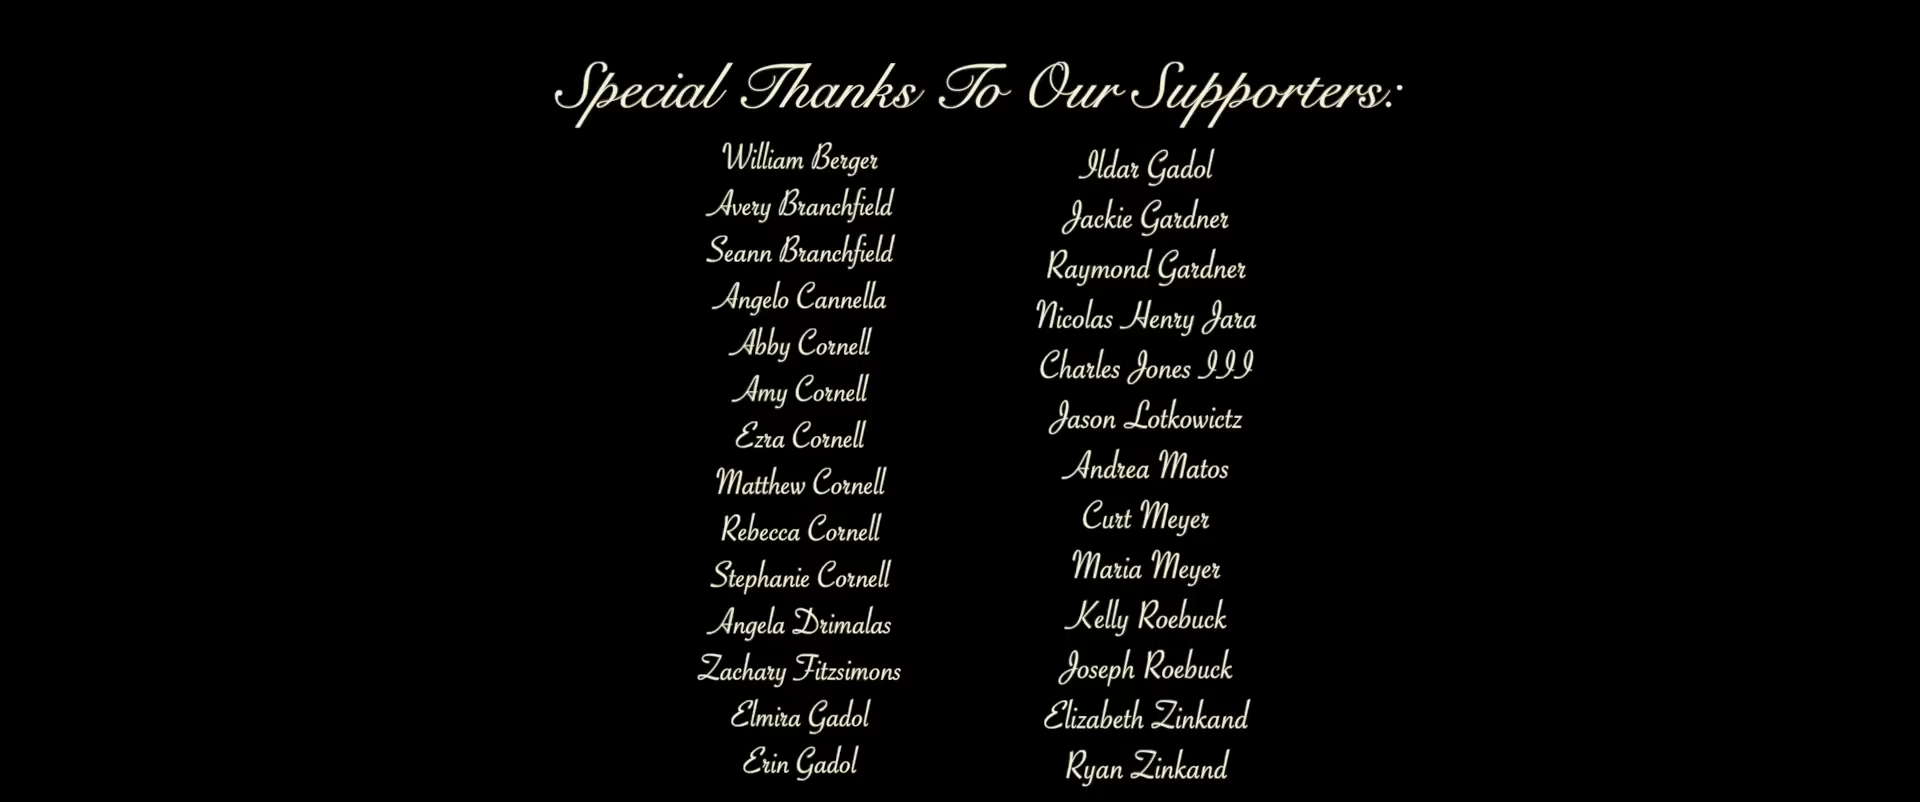 Special Thanks To Our Supporters:
William Berger
Avery Branchfield
Seann Branchfield
Angelo Cannella
Abby Cornell
Amy Cornell
Ezra Cornell
Matthew Cornell
Rebecca Cornell
Stephanie Cornell
Angela Drimalas
Zachary Fitzsimons
Elmira Gadol
Erin Gadol
Ildar Gadol
Jackie Gardner
Raymond Gardner
Nicolas Henry Jara
Charles Jones III
Jason Lotkowictz
Andrea Matos
Curt Meyer
Maria Meyer
Kelly Roebuck
Joseph Roebuck
Elizabeth Zinkand
Ryan Zinkand